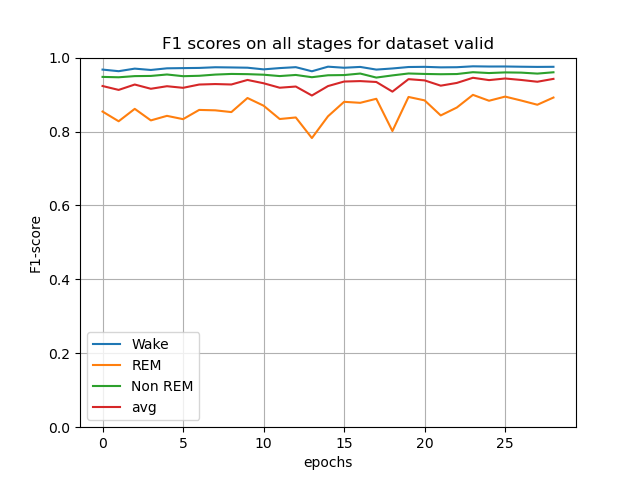 F1 scores on all stages for dataset valid
1.0
0.8
0.6
0.4
0.2
0.0
F1-score
Wake
REM
Non REM
avg
0 5 10 15 20 25
epochs